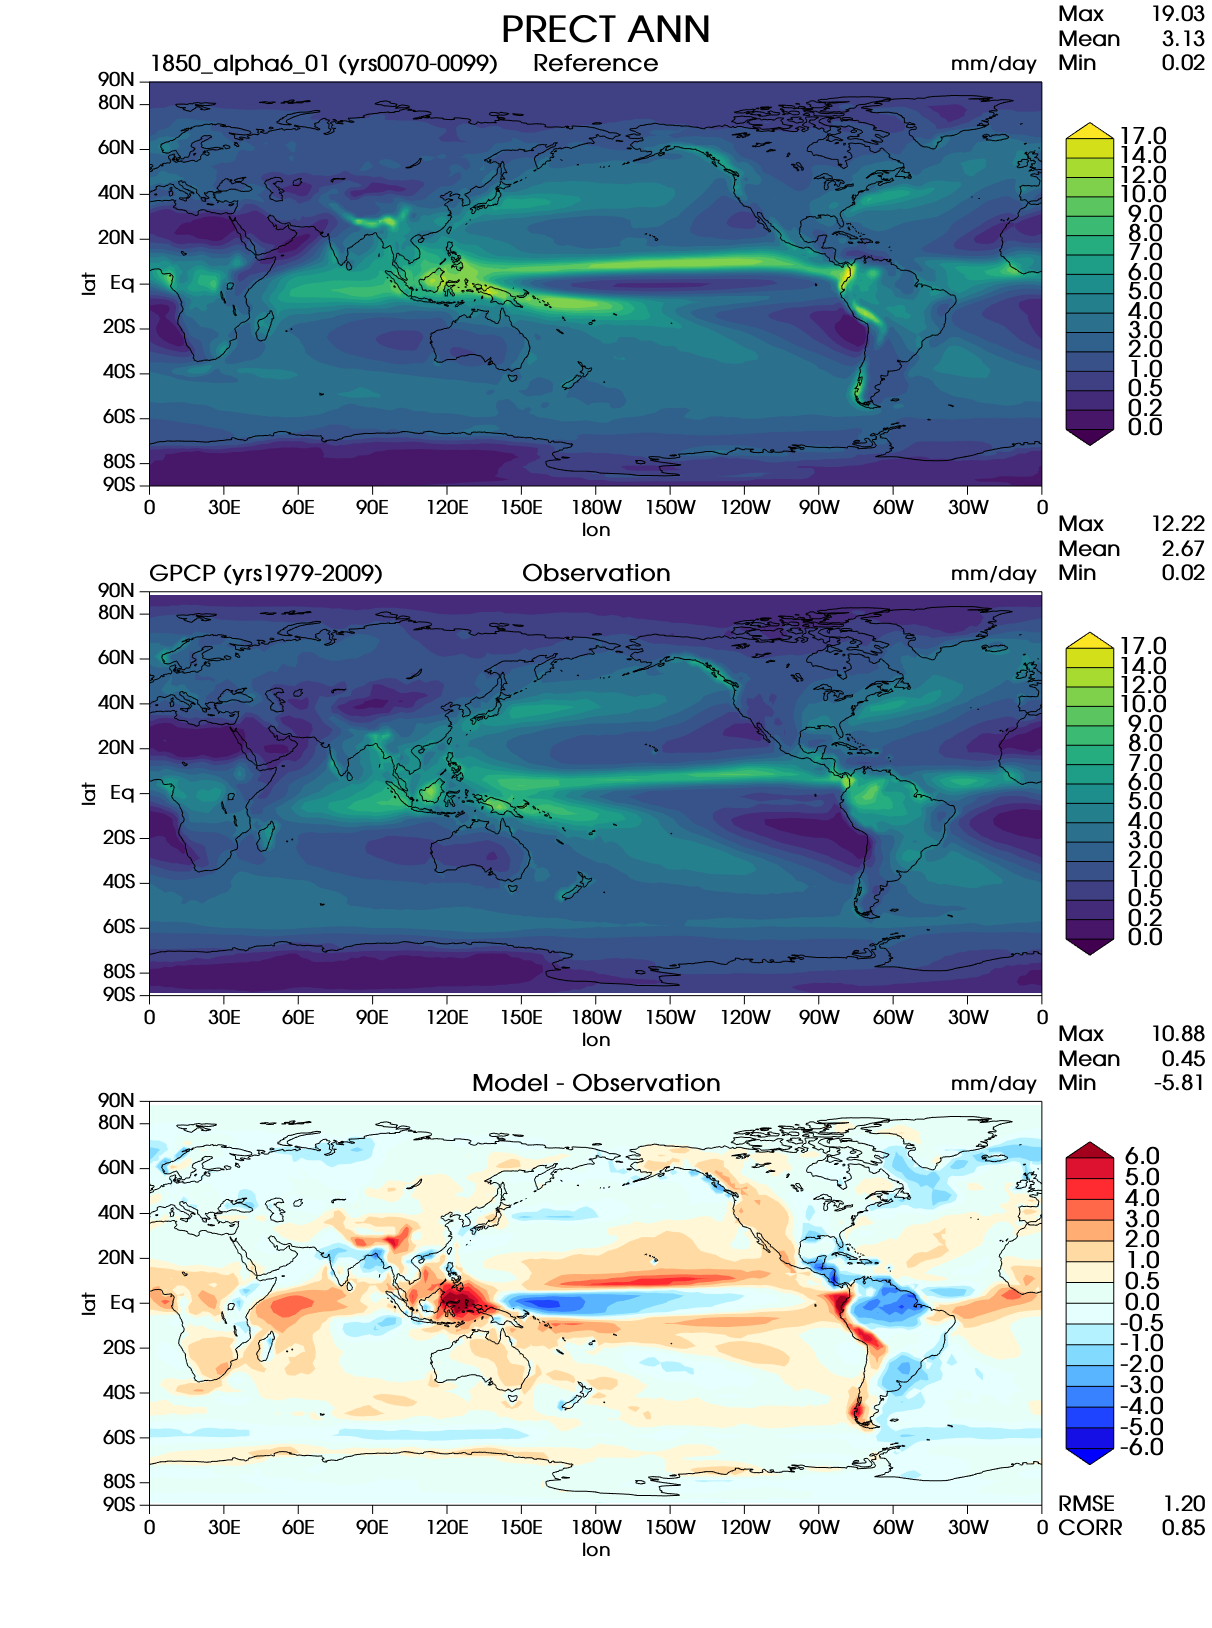 PRECT ANN
1850_alpha6_01 (yrs0070-0099) Reference mm/day
Max 19.03
Mean 3.13
Min 0.02
90N
80N
60N
40N
20N
Eq
20S
40S
60S
80S
90S
lat
0 30E 60E 90E 120E 150E 180W 150W 120W 90W 60W 30W 0
lon
17.0
14.0
12.0
10.0
9.0
8.0
7.0
6.0
5.0
4.0
3.0
2.0
1.0
0.5
0.2
0.0
GPCP (yrs1979-2009) Observation mm/day
Max 12.22
Mean 2.67
Min 0.02
90N
80N
60N
40N
20N
Eq
20S
40S
60S
80S
90S
lat
0 30E 60E 90E 120E 150E 180W 150W 120W 90W 60W 30W 0
lon
17.0
14.0
12.0
10.0
9.0
8.0
7.0
6.0
5.0
4.0
3.0
2.0
1.0
0.5
0.2
0.0
Model - Observation mm/day
Max 10.88
Mean 0.45
Min -5.81
90N
80N
60N
40N
20N
Eq
20S
40S
60S
80S
90S
lat
0 30E 60E 90E 120E 150E 180W 150W 120W 90W 60W 30W 0
lon
6.0
5.0
4.0
3.0
2.0
1.0
0.5
0.0
-0.5
-1.0
-2.0
-3.0
-4.0
-5.0
-6.0
RMSE 1.20
CORR 0.85